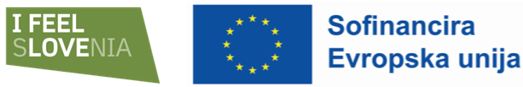 I FEEL
SLOVENIA
Sofinancira
Evropska unija